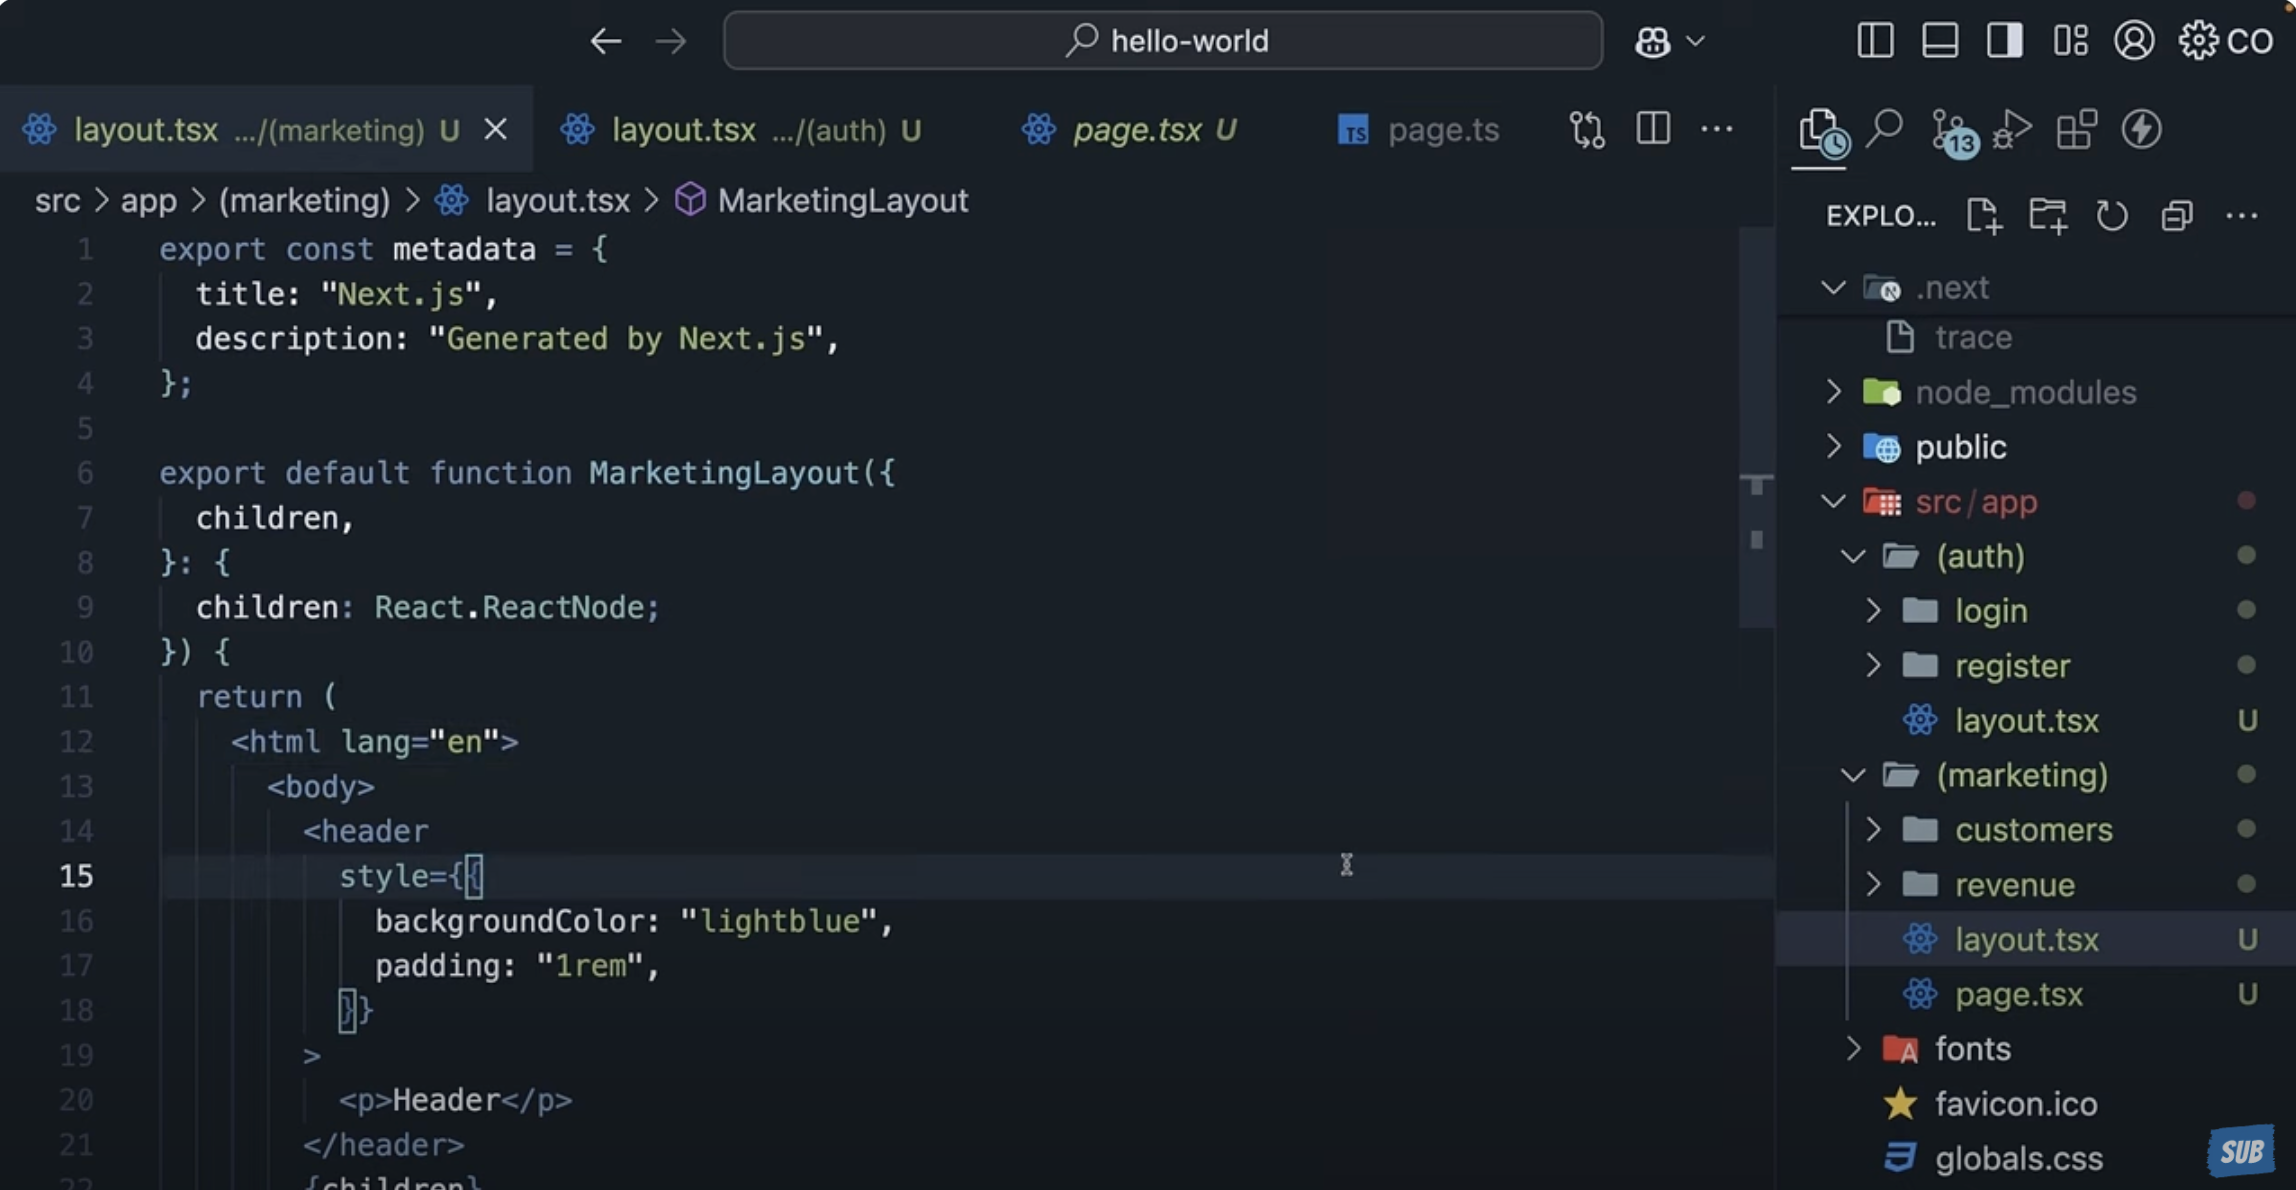 hello-world
CO
layout.tsx .../(marketing) U
layout.tsx .../(auth) U
page.tsx U
TS page.ts
13
src > app > (marketing) > layout.tsx > MarketingLayout
EXPLO...
1 export const metadata = {
2 title: "Next.js",
3 description: "Generated by Next.js",
4 };
5
6 export default function MarketingLayout({
7 children,
8 }: {
9 children: React.ReactNode;
10 }) {
11 return (
12 <html lang="en">
13 <body>
14 <header
15 style={{
16 backgroundColor: "lightblue",
17 padding: "1rem",
18 }}
19 >
20 <p>Header</p>
21 </header>
22 {children}
.next
trace
node_modules
public
src/app
(auth)
login
register
layout.tsx U
(marketing)
customers
revenue
layout.tsx U
page.tsx U
fonts
favicon.ico
globals.css
SUB